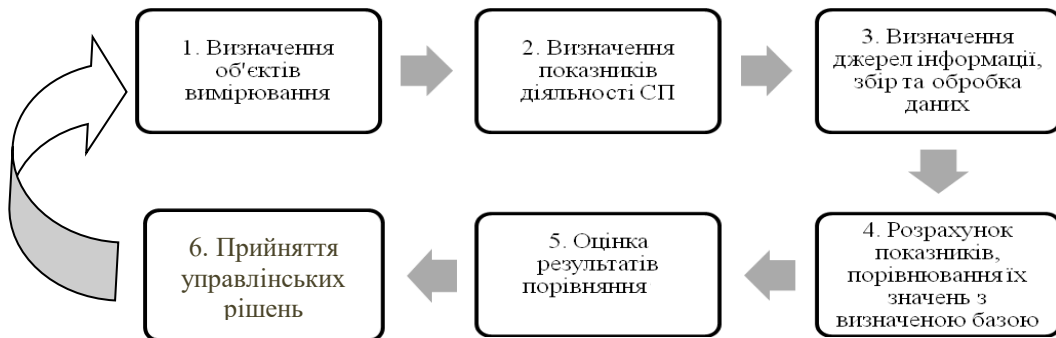 1. Визначення
об'єктів
вимірювання
2. Визначення
показників
діяльності СП
3. Визначення
джерел інформації,
збір та обробка
даних
4. Розрахунок
показників,
порівнювання їх
значень з
визначеною базою
5. Оцінка
результатів
порівняння
6. Прийняття
управлінських
рішень